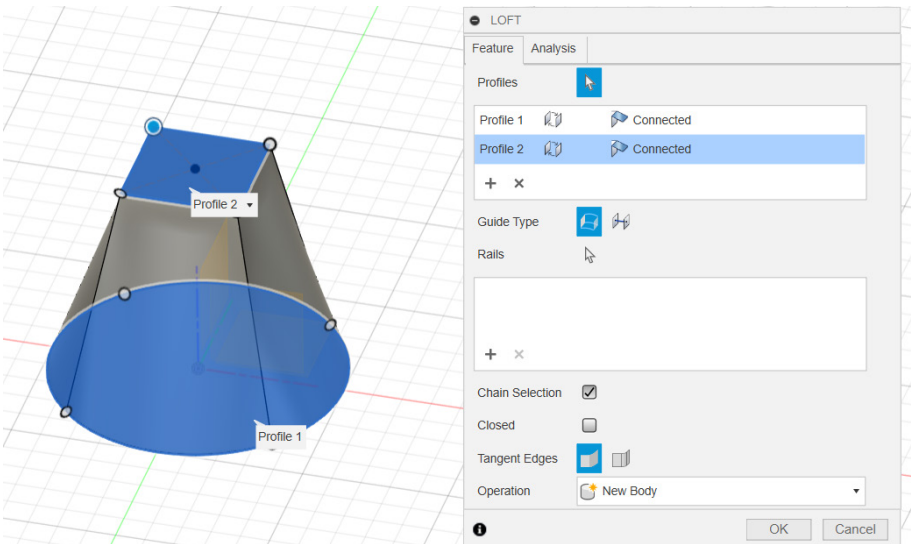 LOFT
Feature Analysis
Profiles
Profile 1 Connected
Profile 2 Connected
Guide Type
Rails
Chain Selection
Closed
Tangent Edges
Operation New Body
OK Cancel
Profile 2
Profile 1